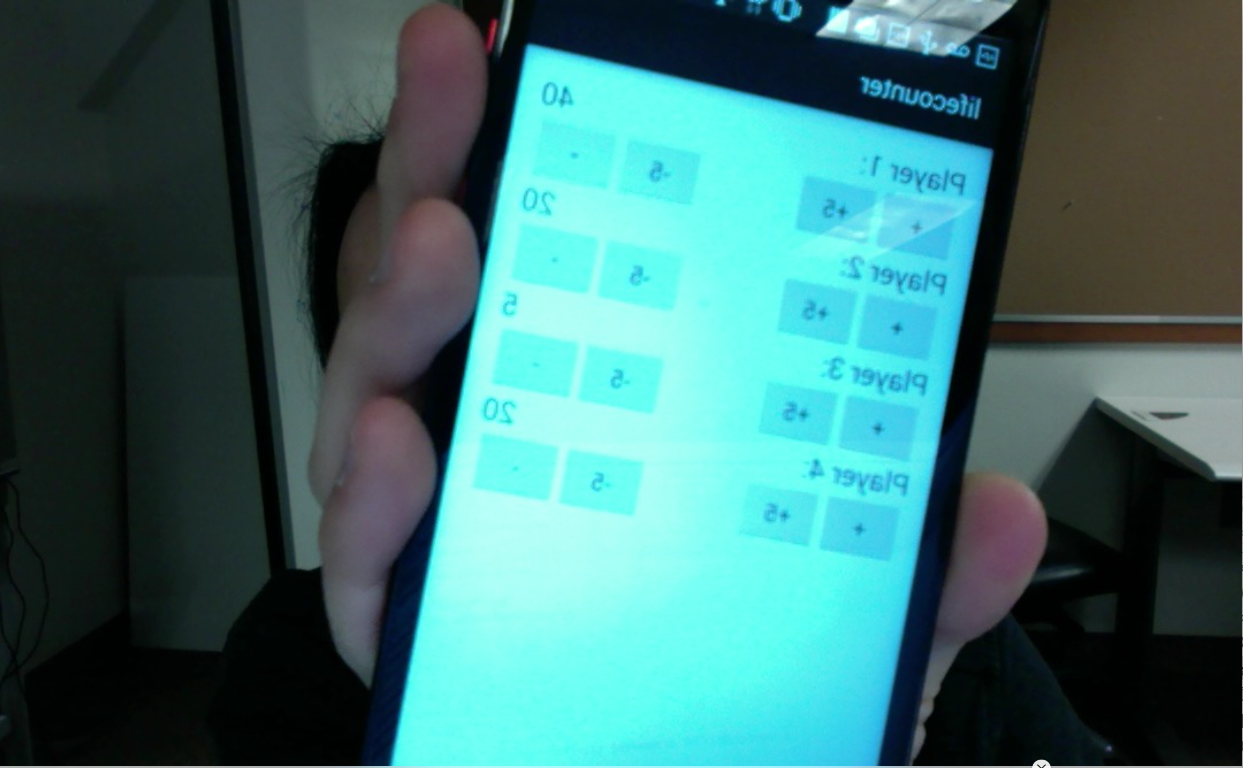 lifecounter
Player 1: 40
+ +5 -5 -
Player 2: 20
+ +5 -5 -
Player 3: 5
+ +5 -5 -
Player 4: 20
+ +5 -5 -